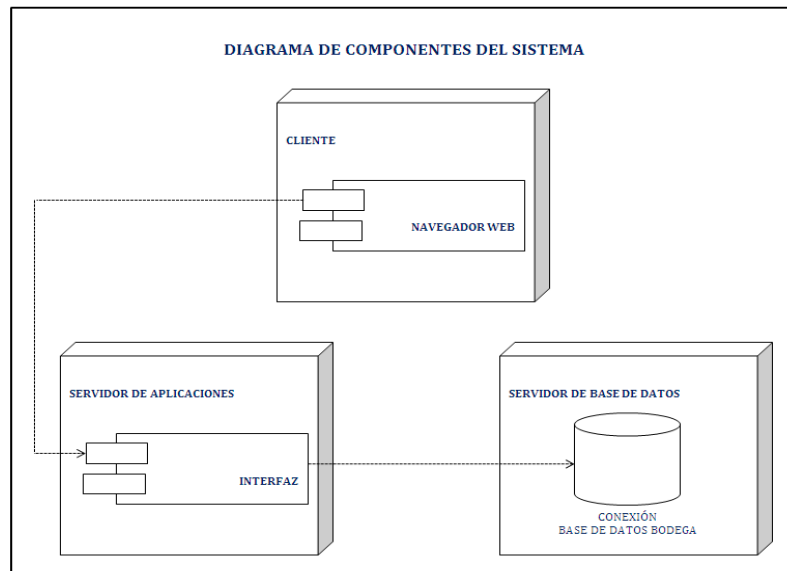 DIAGRAMA DE COMPONENTES DEL SISTEMA
CLIENTE
NAVEGADOR WEB
SERVIDOR DE APLICACIONES
INTERFAZ
SERVIDOR DE BASE DE DATOS
CONEXIÓN
BASE DE DATOS BODEGA